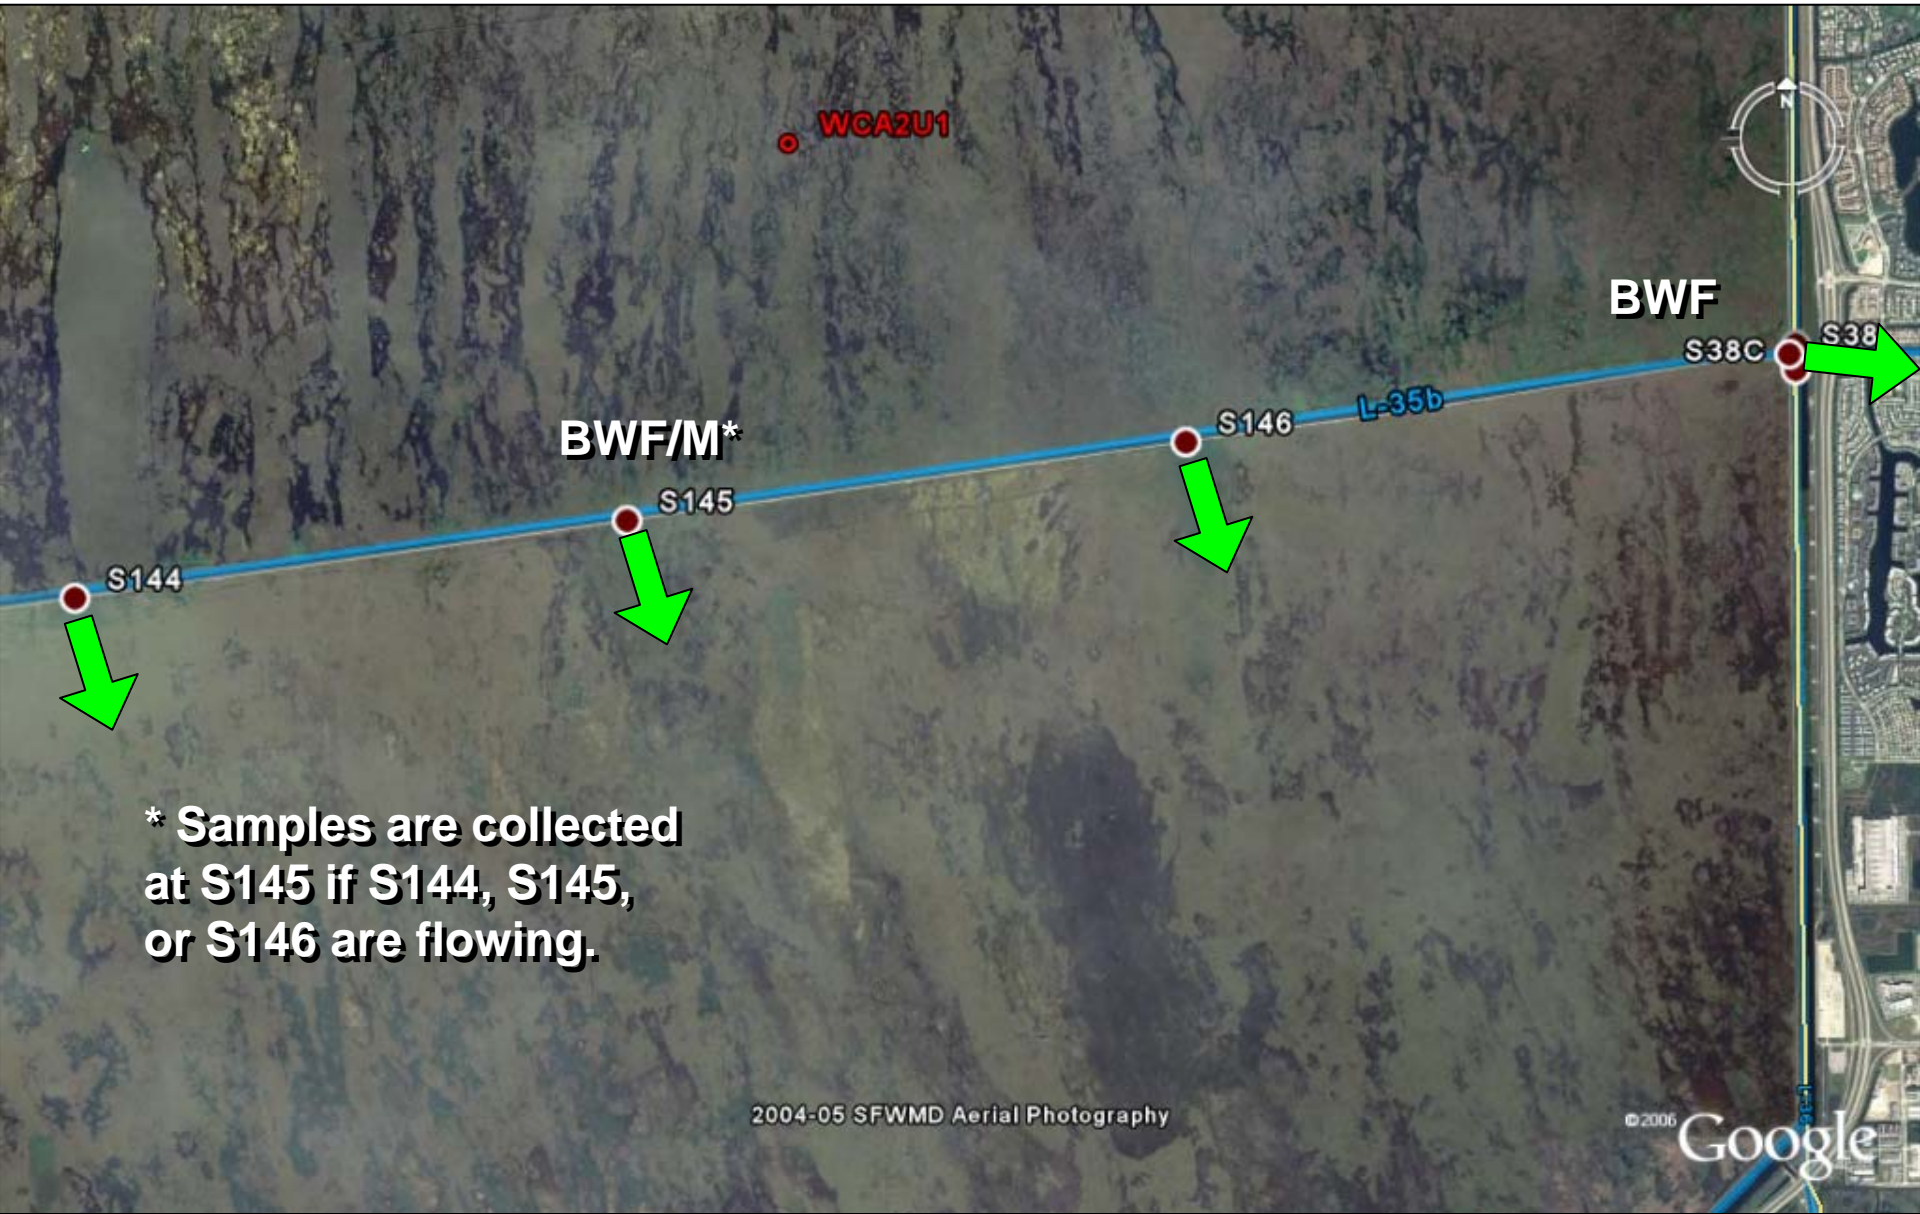 WCA2U1
N
BWF
S38C
S38
L-35b
S146
BWF/M*
S145
S144
* Samples are collected
at S145 if S144, S145,
or S146 are flowing.
2004-05 SFWMD Aerial Photography
©2006 Google